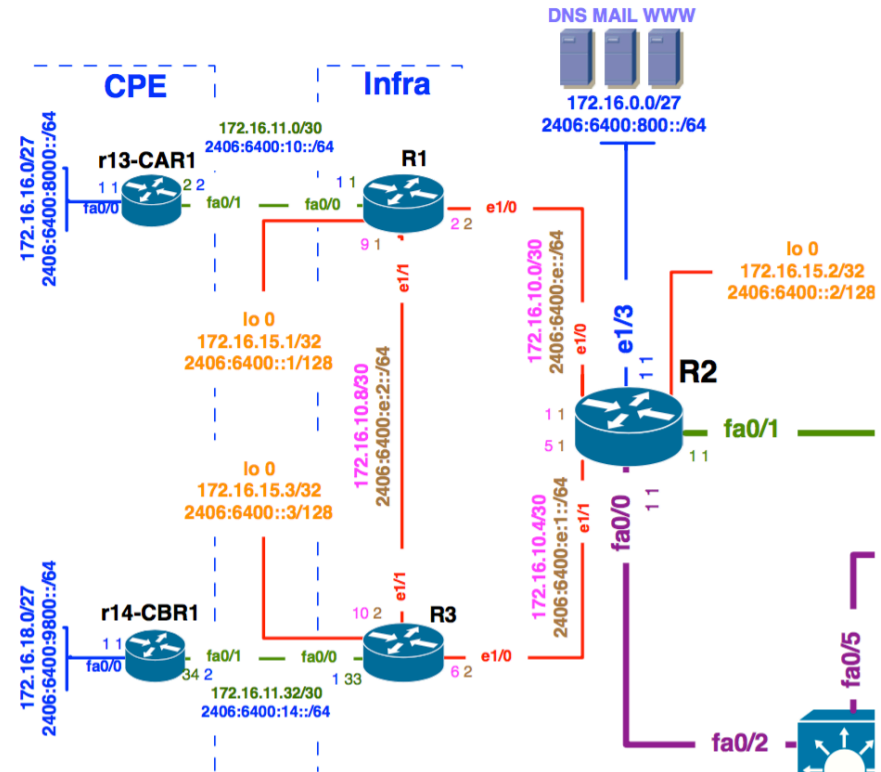 DNS MAIL WWW
172.16.0.0/27
2406:6400:800::/64
CPE
Infra
172.16.11.0/30
2406:6400:10::/64
172.16.16.0/27
2406:6400:8000::/64
r13-CAR1
1 1
fa0/0
2 2
fa0/1
fa0/0
1 1
R1
9 1
e1/1
2 2
e1/0
172.16.10.0/30
2406:6400:e::/64
e1/0
lo 0
172.16.15.1/32
2406:6400::1/128
172.16.10.8/30
2406:6400:e:2::/64
e1/3
1 1
lo 0
172.16.15.2/32
2406:6400::2/128
R2
1 1
5 1
fa0/1
1 1
fa0/0
1 1
172.16.10.4/30
2406:6400:e:1::/64
e1/1
lo 0
172.16.15.3/32
2406:6400::3/128
e1/1
10 2
R3
6 2
e1/0
172.16.18.0/27
2406:6400:9800::/64
r14-CBR1
1 1
fa0/0
34 2
fa0/1
fa0/0
1 33
172.16.11.32/30
2406:6400:14::/64
fa0/2
fa0/5